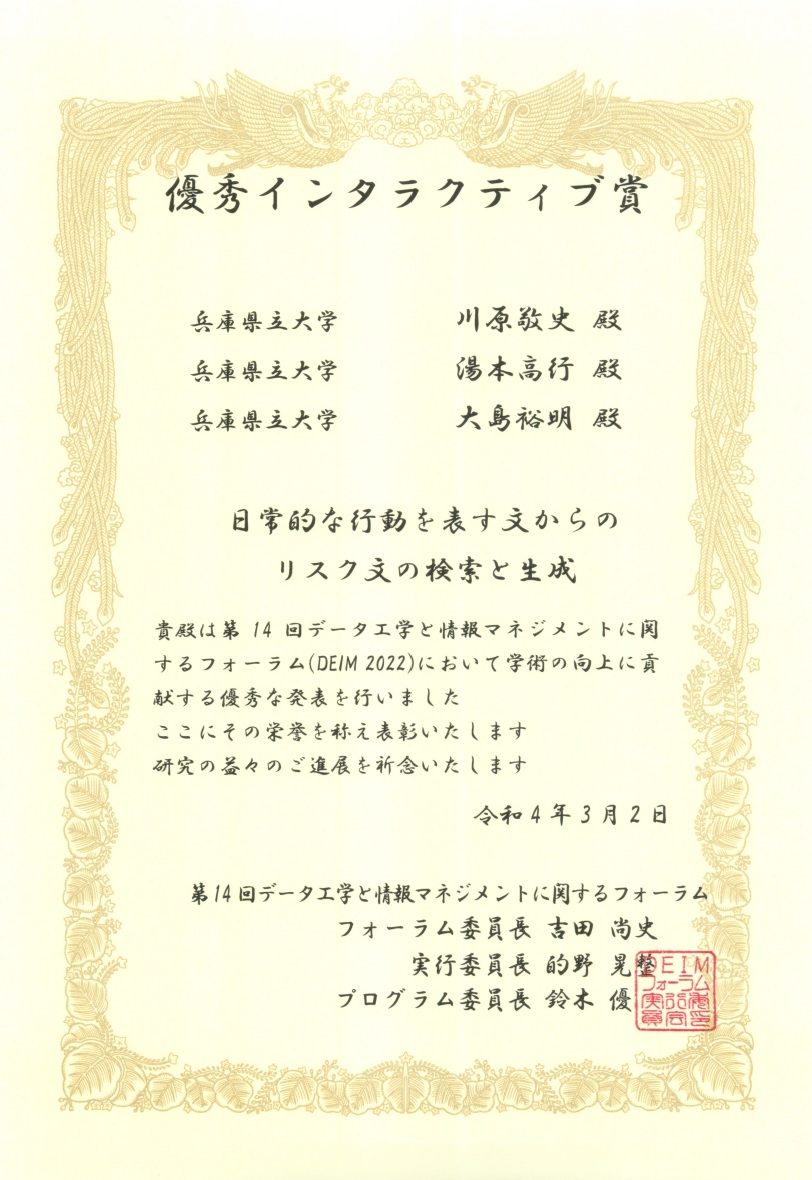 優秀インタラクティブ賞
兵庫県立大学 川原敬史 殿
兵庫県立大学 湯本高行 殿
兵庫県立大学 大島裕明 殿
日常的な行動を表す文からの
リスク文の検索と生成
貴殿は第 14 回データ工学と情報マネジメントに関
するフォーラム(DEIM 2022)において学術の向上に貢
献する優秀な発表を行いました
ここにその栄誉を称え表彰いたします
研究の益々のご進展を祈念いたします
令和4年3月2日
第14回データ工学と情報マネジメントに関するフォーラム
フォーラム委員長 吉田 尚史
実行委員長 的野 晃整
プログラム委員長 鈴木 優
DEIM
フォーラム
実行委
員会印